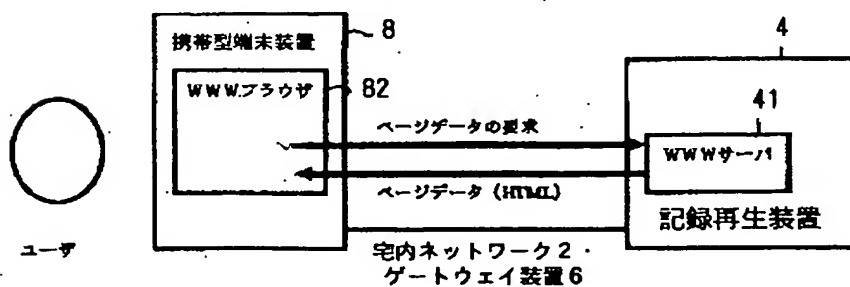 携帯型端末装置
8
4
WWWブラウザ
82
41
ページデータの要求
WWWサーバ
ページデータ (HTML)
記録再生装置
ユーザ
宅内ネットワーク2・
ゲートウェイ装置6